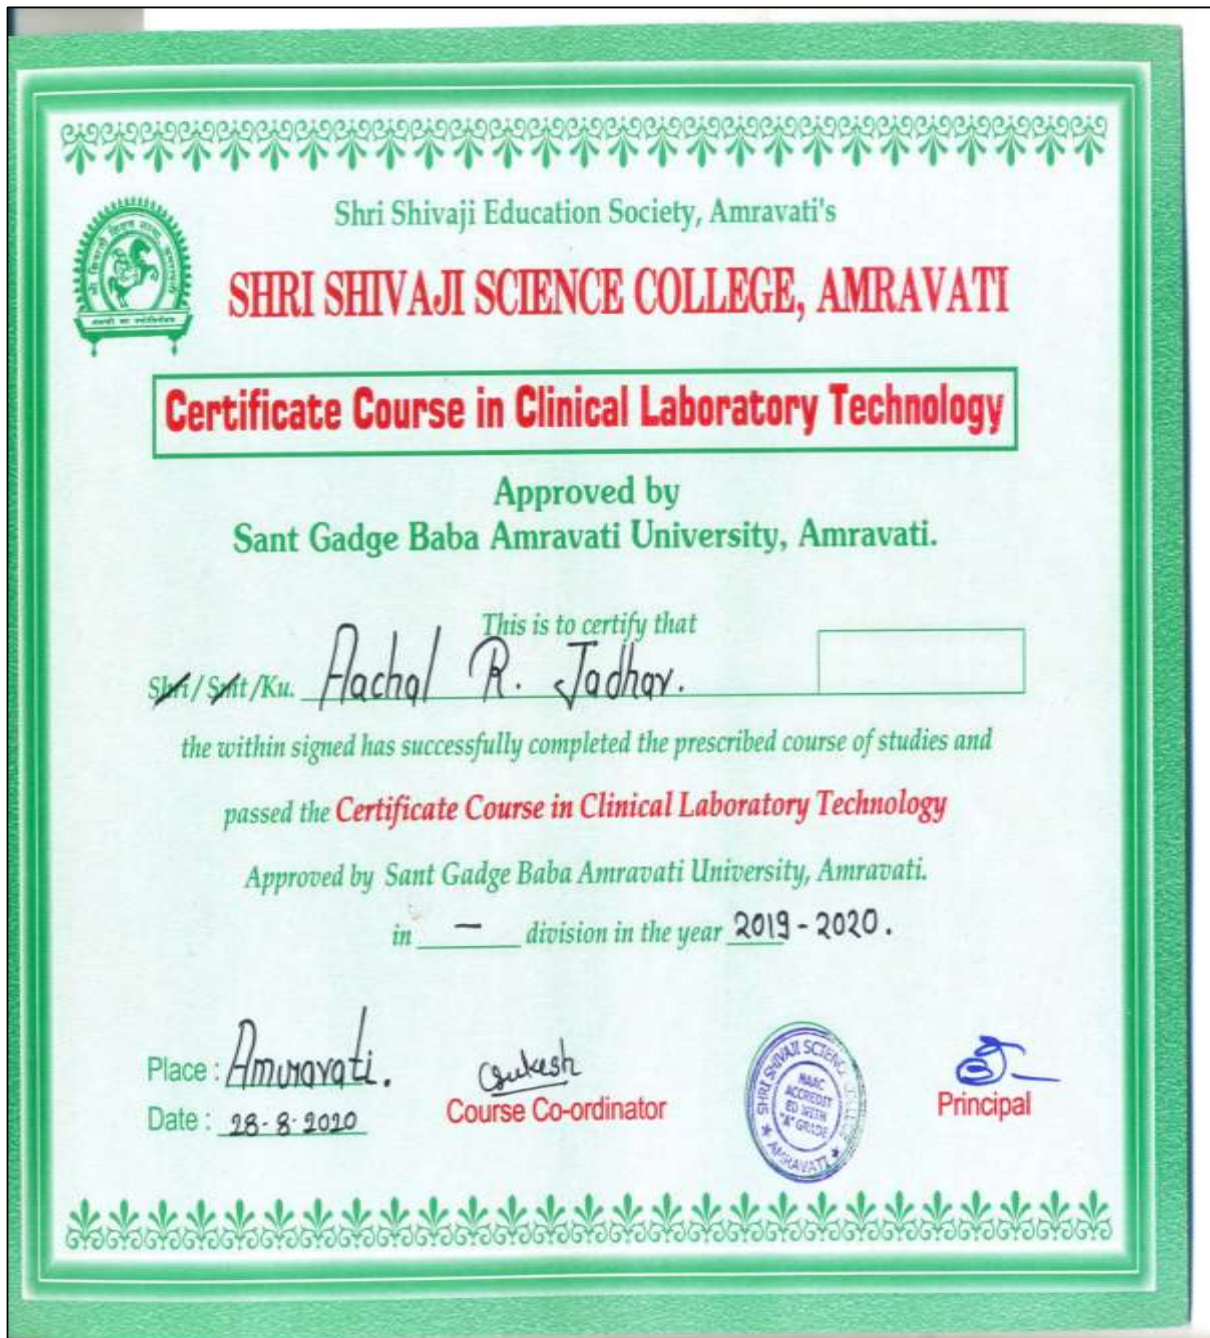 Shri Shivaji Education Society, Amravati's
SHRI SHIVAJI SCIENCE COLLEGE, AMRAVATI
Certificate Course in Clinical Laboratory Technology
Approved by
Sant Gadge Baba Amravati University, Amravati.
This is to certify that
Shri/Smt/Ku. Aachal R. Jadhav.
the within signed has successfully completed the prescribed course of studies and
passed the Certificate Course in Clinical Laboratory Technology
Approved by Sant Gadge Baba Amravati University, Amravati.
in — division in the year 2019-2020.
Place : Amravati.
Date : 28-8-2020
Course Co-ordinator
SHRI SHIVAJI SCIENCE COLLEGE
NAAC
ACCREDIT
ED WITH
"A" GRADE
★ AMRAVATI ★
Principal